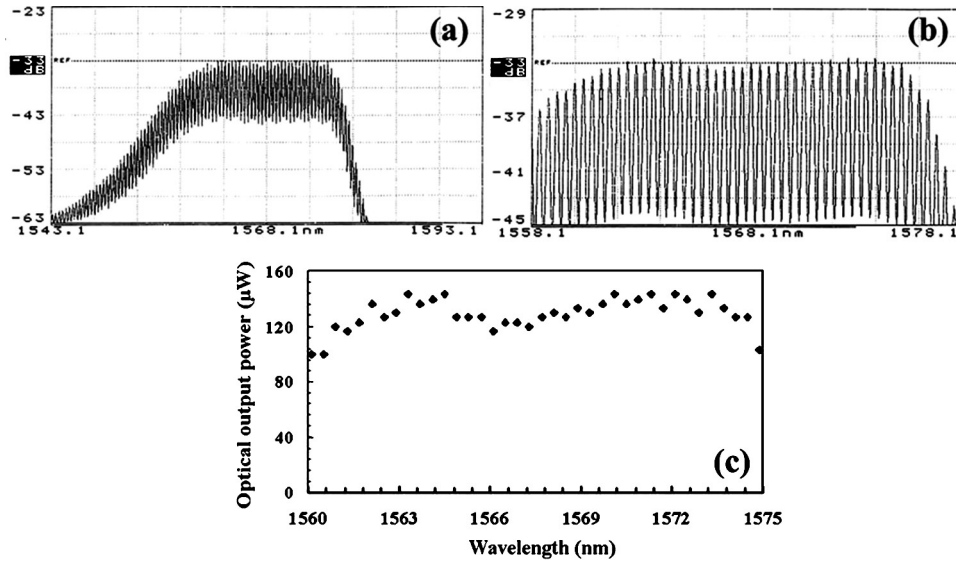 -23
(a)
-33
dB
REF
-43
-53
-63
1543.1
1568.1nm
1593.1
-29
(b)
-33
dB
REF
-37
-41
-45
1558.1
1568.1nm
1578.1
Optical output power (µW)
160
120
80
40
0
(c)
1560
1563
1566
1569
1572
1575
Wavelength (nm)